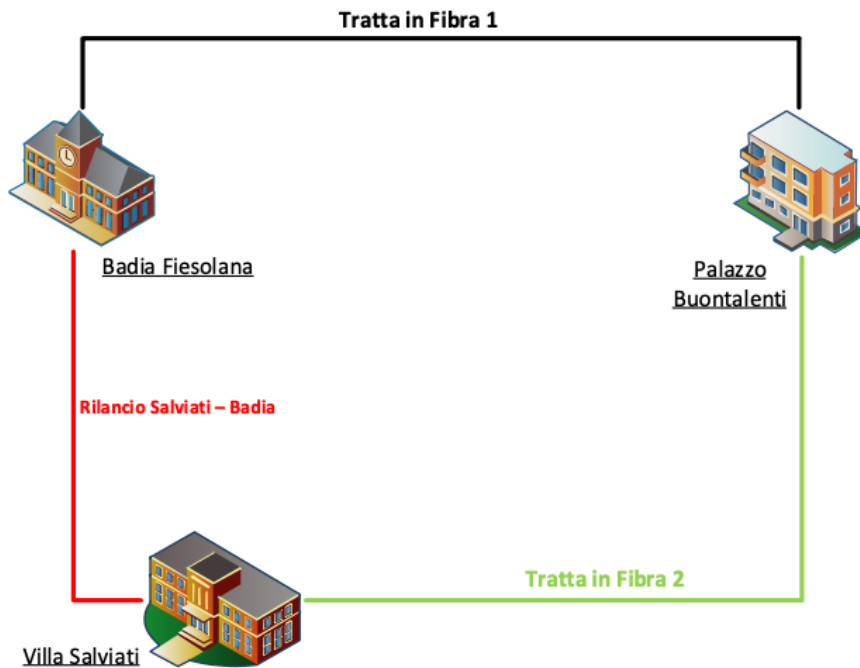 Tratta in Fibra 1
Badia Fiesolana
Palazzo
Buontalenti
Rilancio Salviati – Badia
Tratta in Fibra 2
Villa Salviati